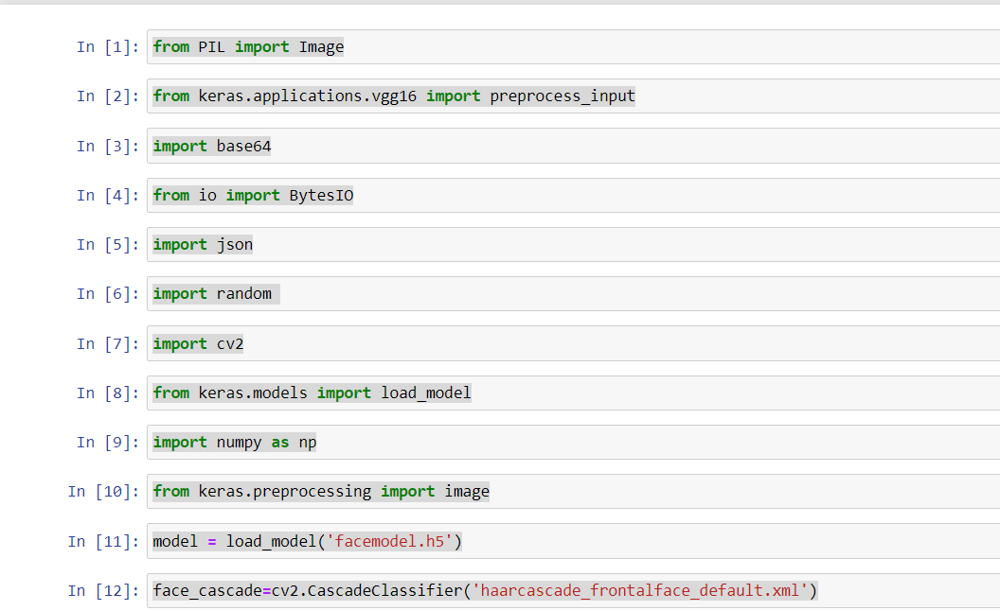 In [1]: from PIL import Image
In [2]: from keras.applications.vgg16 import preprocess_input
In [3]: import base64
In [4]: from io import BytesIO
In [5]: import json
In [6]: import random
In [7]: import cv2
In [8]: from keras.models import load_model
In [9]: import numpy as np
In [10]: from keras.preprocessing import image
In [11]: model = load_model('facemodel.h5')
In [12]: face_cascade=cv2.CascadeClassifier('haarcascade_frontalface_default.xml')